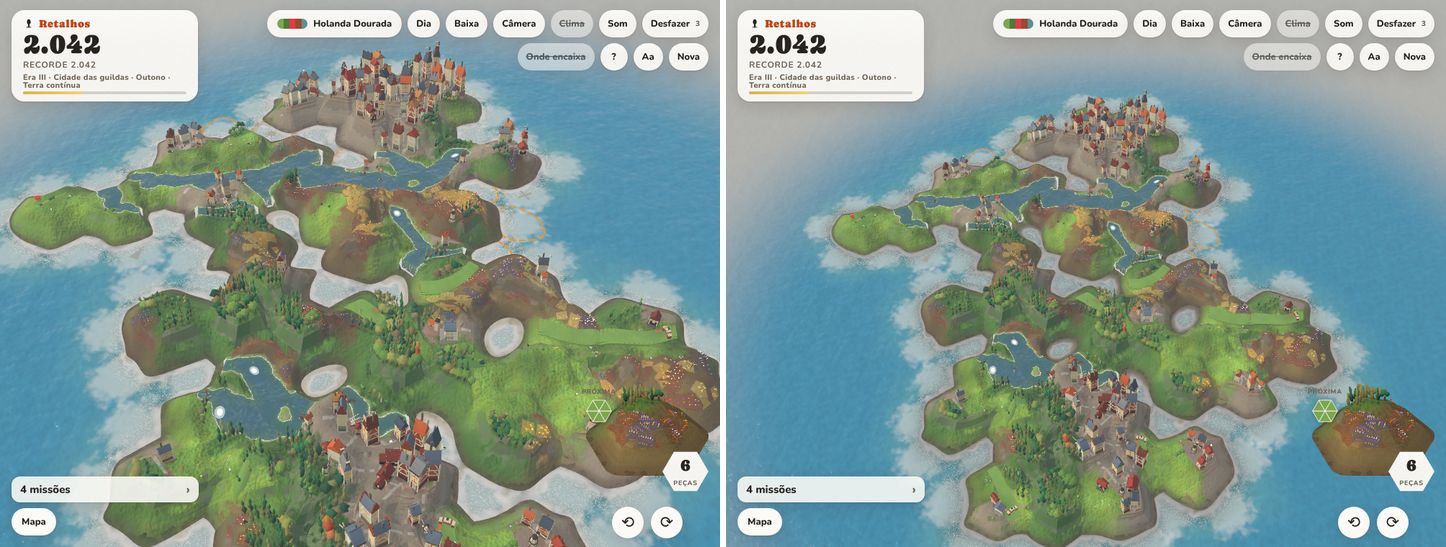 Retalhos
2.042
RECORDE 2.042
Era III · Cidade das guildas · Outono ·
Terra contínua
Holanda Dourada
Dia
Baixa
Câmera
Clima
Som
Desfazer 3
Onde encaixa
?
Aa
Nova
PRÓXIMA
6
PEÇAS
4 missões ›
Mapa
Retalhos
2.042
RECORDE 2.042
Era III · Cidade das guildas · Outono ·
Terra contínua
Holanda Dourada
Dia
Baixa
Câmera
Clima
Som
Desfazer 3
Onde encaixa
?
Aa
Nova
PRÓXIMA
6
PEÇAS
4 missões ›
Mapa